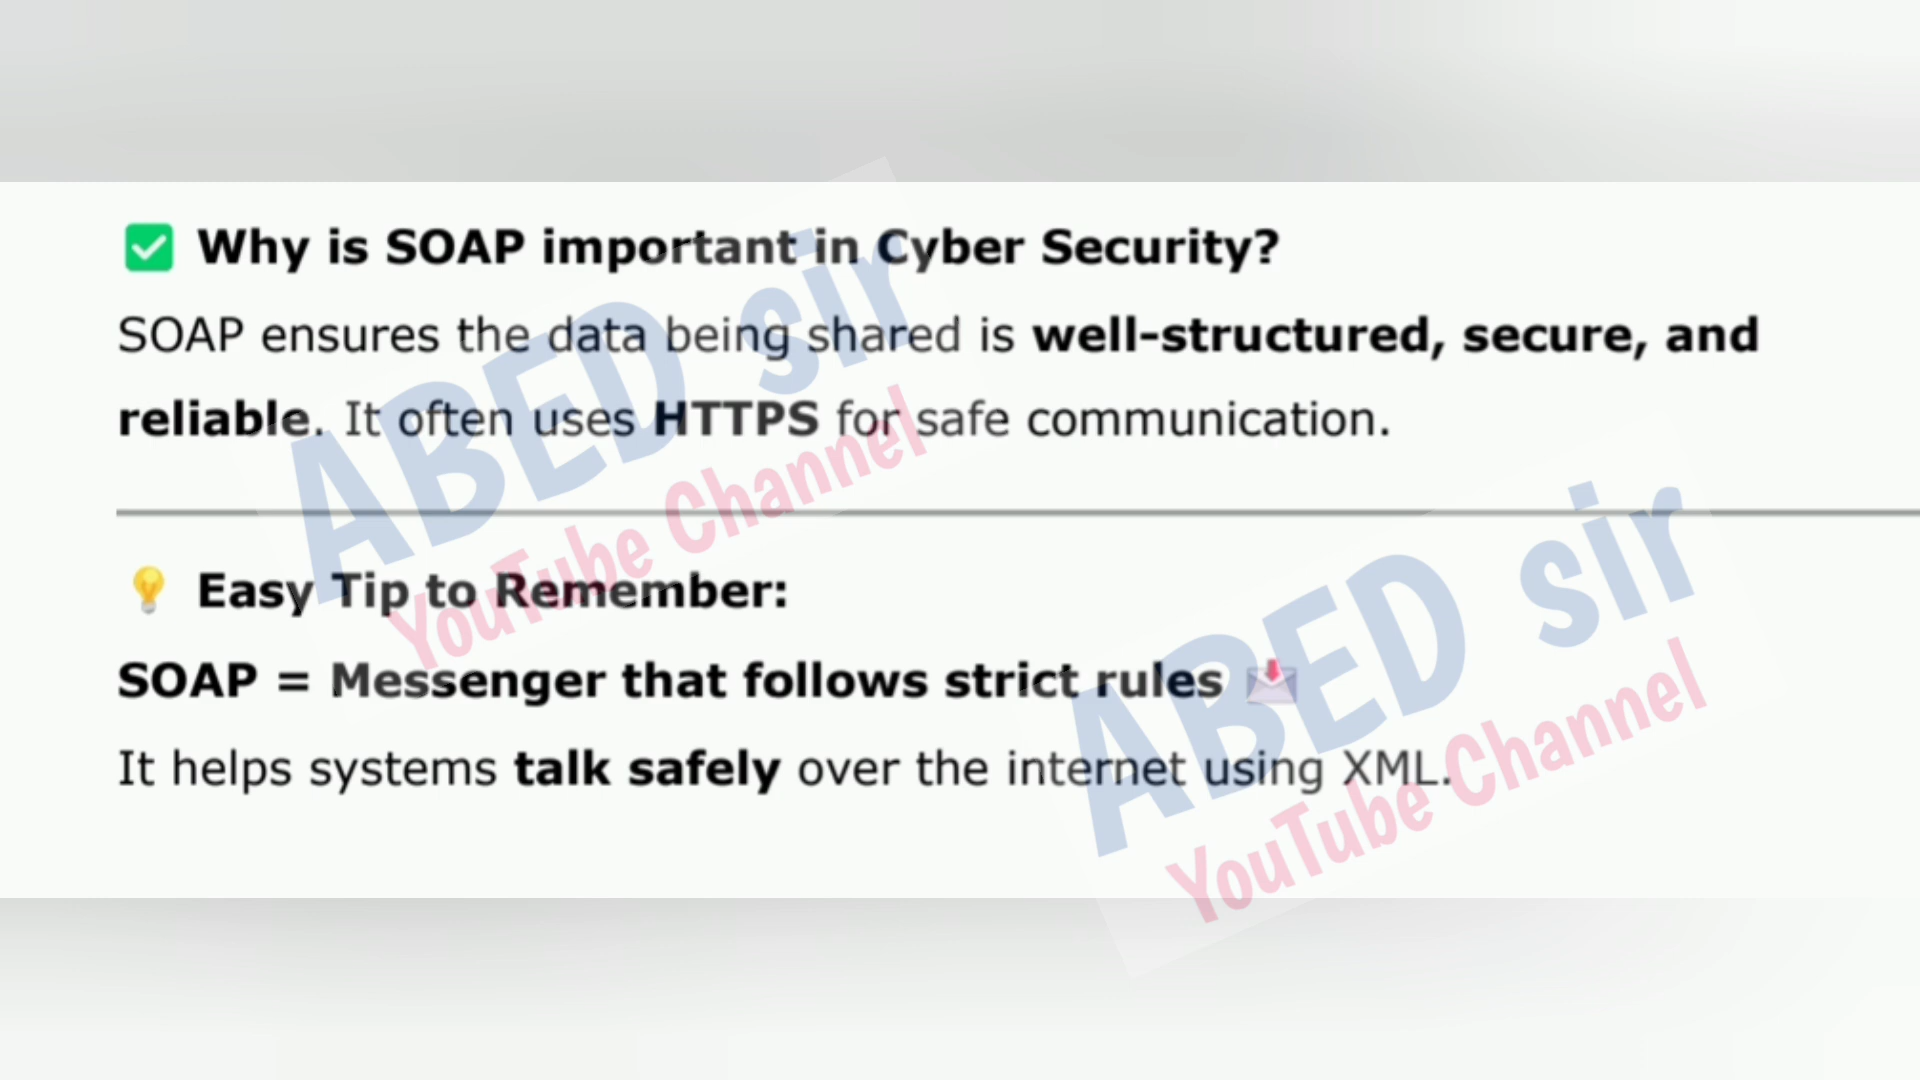 ✅ Why is SOAP important in Cyber Security?
SOAP ensures the data being shared is well-structured, secure, and
reliable. It often uses HTTPS for safe communication.
💡 Easy Tip to Remember:
SOAP = Messenger that follows strict rules 📩
It helps systems talk safely over the internet using XML.
ABED sir
YouTube Channel
ABED sir
YouTube Channel